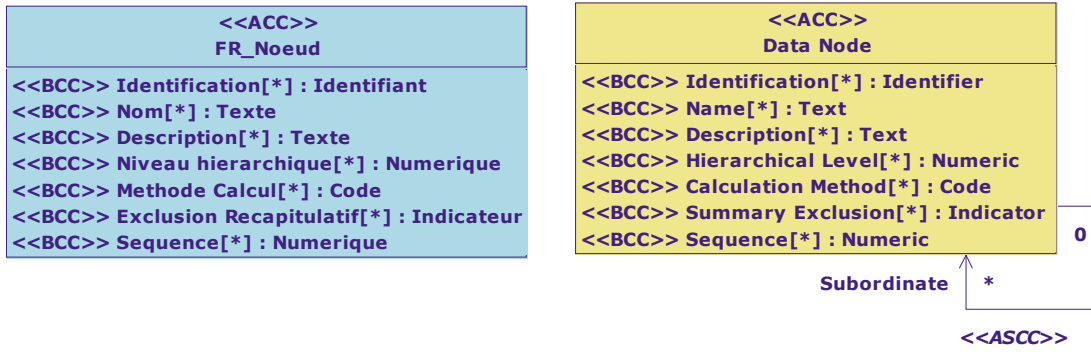 <<ACC>>
FR_Noeud
<<BCC>> Identification[*] : Identifiant
<<BCC>> Nom[*] : Texte
<<BCC>> Description[*] : Texte
<<BCC>> Niveau hierarchique[*] : Numerique
<<BCC>> Methode Calcul[*] : Code
<<BCC>> Exclusion Recapitulatif[*] : Indicateur
<<BCC>> Sequence[*] : Numerique
<<ACC>>
Data Node
<<BCC>> Identification[*] : Identifier
<<BCC>> Name[*] : Text
<<BCC>> Description[*] : Text
<<BCC>> Hierarchical Level[*] : Numeric
<<BCC>> Calculation Method[*] : Code
<<BCC>> Summary Exclusion[*] : Indicator
<<BCC>> Sequence[*] : Numeric
0
Subordinate *
<<ASCC>>